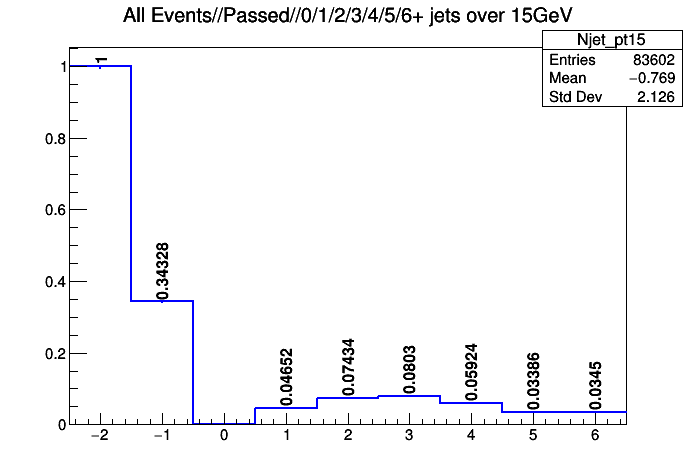 All Events//Passed//0/1/2/3/4/5/6+ jets over 15GeV
Njet_pt15
Entries 83602
Mean −0.769
Std Dev 2.126
1
0.8
0.6
0.4
0.2
0
1
0.34328
0.04652
0.07434
0.0803
0.05924
0.03386
0.0345
−2 −1 0 1 2 3 4 5 6